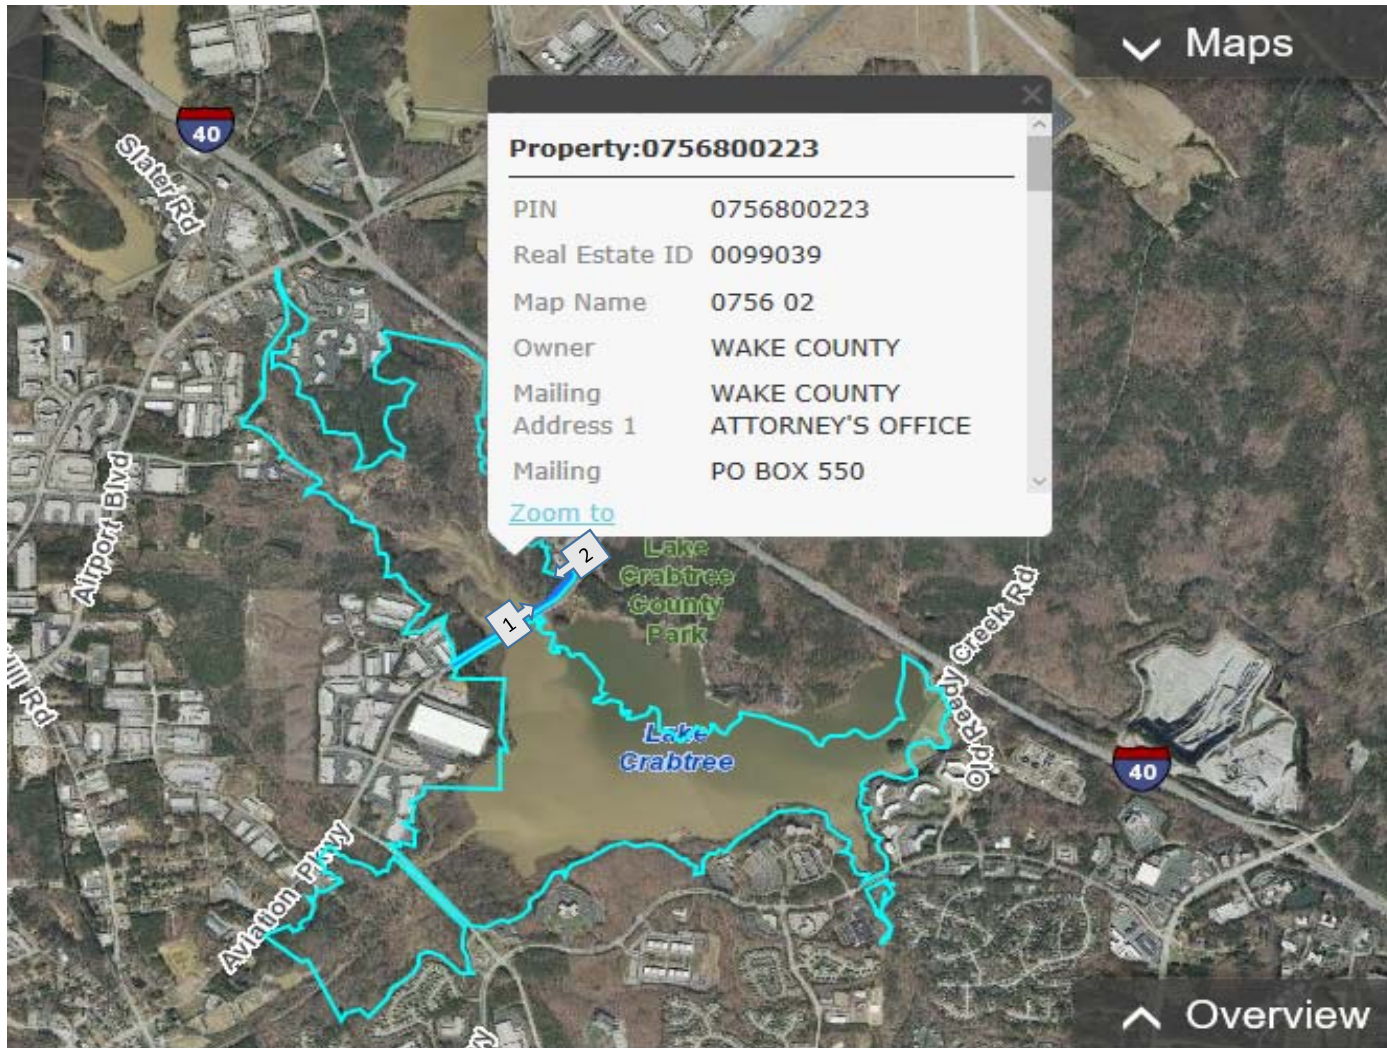 Maps
40
Slater Rd
Property:0756800223
PIN 0756800223
Real Estate ID 0099039
Map Name 0756 02
Owner WAKE COUNTY
Mailing WAKE COUNTY
Address 1 ATTORNEY'S OFFICE
Mailing PO BOX 550
Zoom to
Airport Blvd
2
1
Lake
Crabtree
County
Park
Old Reedy Creek Rd
Rd
Lake
Crabtree
40
Aviation Pkwy
Overview